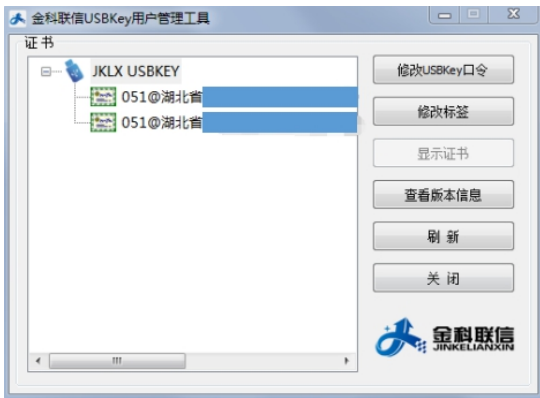 金科联信USBKey用户管理工具
证书
JKLX USBKEY
051@湖北省
051@湖北省
修改USBKey口令
修改标签
显示证书
查看版本信息
刷 新
关 闭
金科联信
JINKELIANXIN